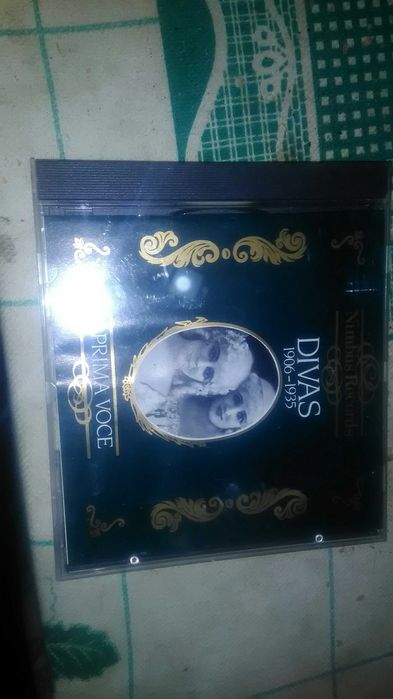 Nimbus Records
DIVAS
1906-1935
PRIMA VOCE